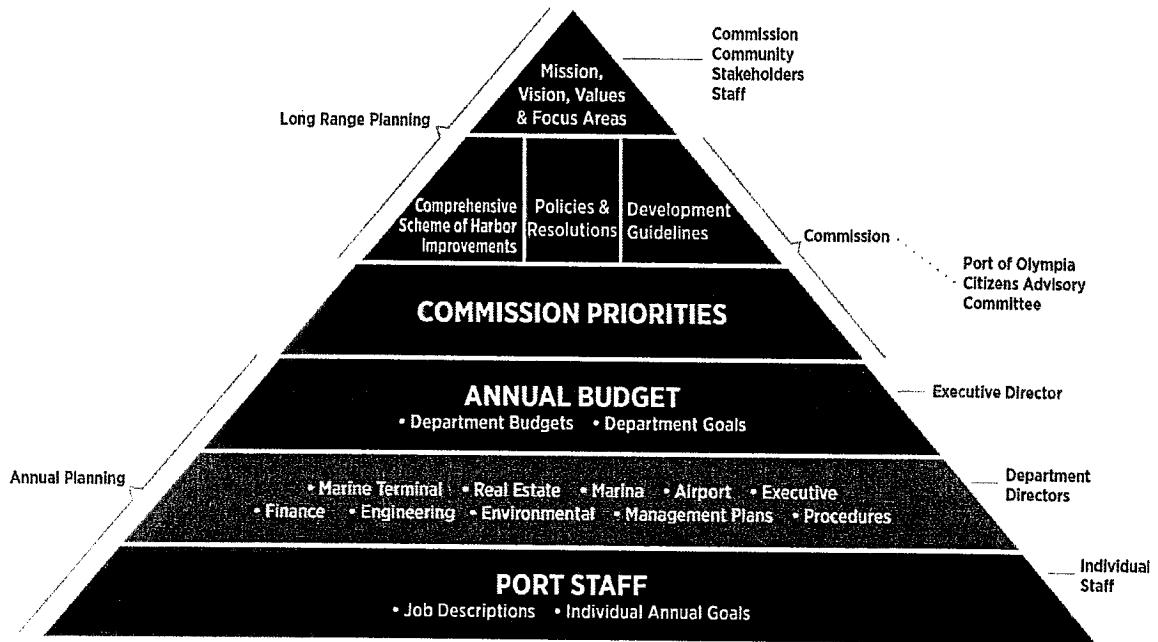 Commission
Community
Stakeholders
Staff
Mission,
Vision, Values
& Focus Areas
Long Range Planning
Comprehensive
Scheme of Harbor
Improvements
Policies &
Resolutions
Development
Guidelines
Commission
Port of Olympia
Citizens Advisory
Committee
COMMISSION PRIORITIES
ANNUAL BUDGET
• Department Budgets • Department Goals
Executive Director
Annual Planning
• Marine Terminal • Real Estate • Marina • Airport • Executive
• Finance • Engineering • Environmental • Management Plans • Procedures
Department
Directors
PORT STAFF
• Job Descriptions • Individual Annual Goals
Individual
Staff